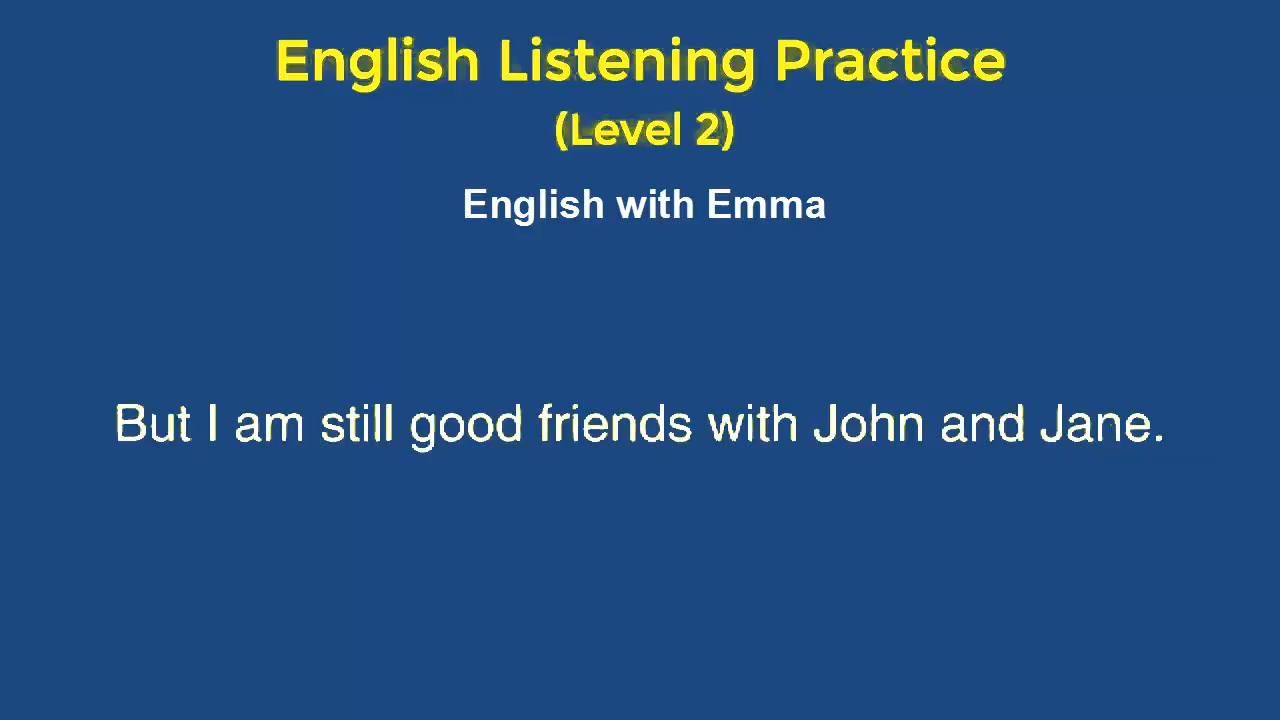 English Listening Practice
(Level 2)
English with Emma
But I am still good friends with John and Jane.